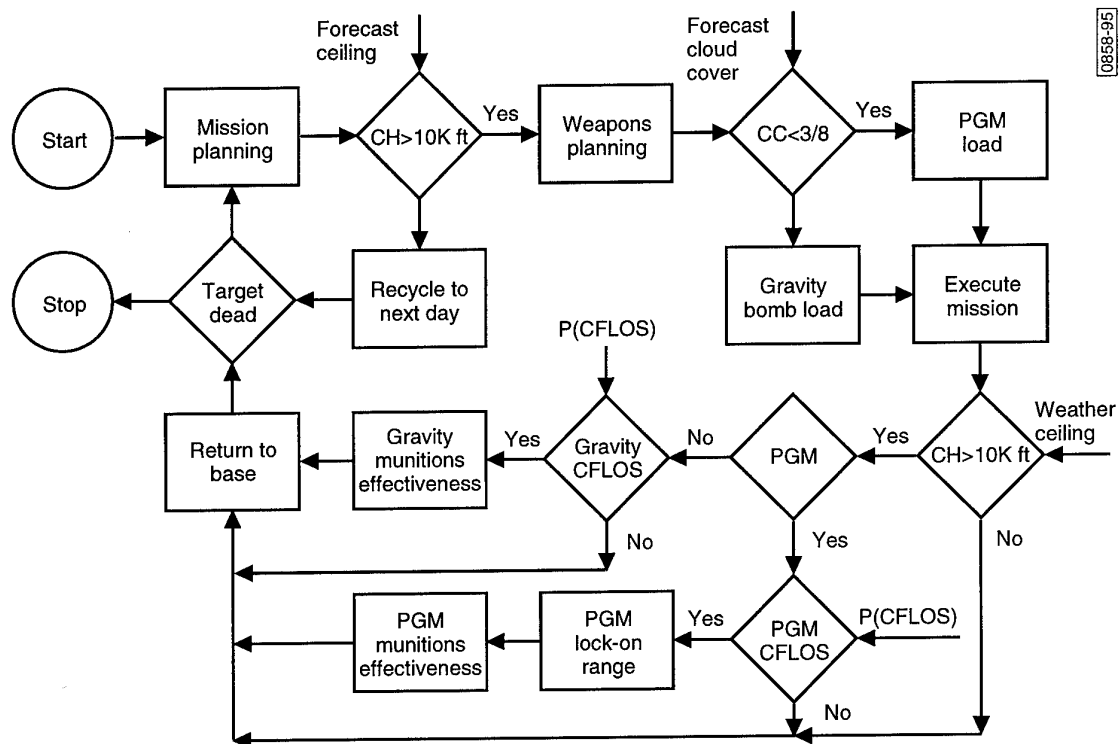 0858-95
Forecast
ceiling
Forecast
cloud
cover
Start
Mission
planning
CH>10K ft
Yes
Weapons
planning
CC<3/8
Yes
PGM
load
Stop
Target
dead
Recycle to
next day
Gravity
bomb load
Execute
mission
P(CFLOS)
Return to
base
Gravity
munitions
effectiveness
Yes
Gravity
CFLOS
No
PGM
Yes
CH>10K ft
Weather
ceiling
No
Yes
No
PGM
munitions
effectiveness
PGM
lock-on
range
Yes
PGM
CFLOS
P(CFLOS)
No